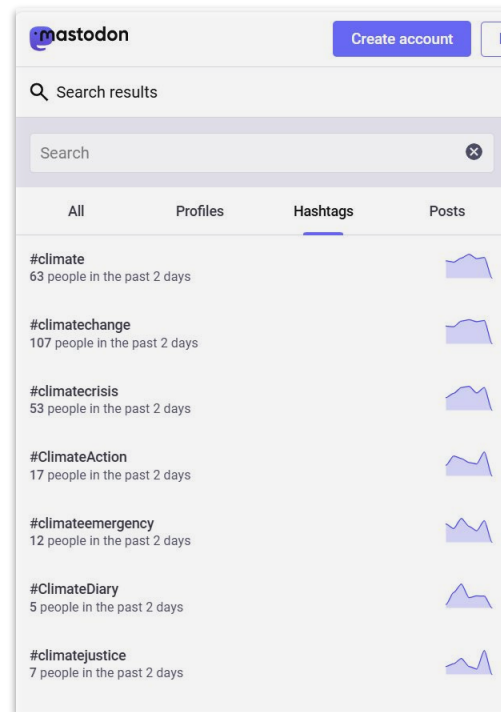 mastodon
Create account
Search results
Search
All Profiles Hashtags Posts
#climate
63 people in the past 2 days
#climatechange
107 people in the past 2 days
#climatecrisis
53 people in the past 2 days
#ClimateAction
17 people in the past 2 days
#climateemergency
12 people in the past 2 days
#ClimateDiary
5 people in the past 2 days
#climatejustice
7 people in the past 2 days